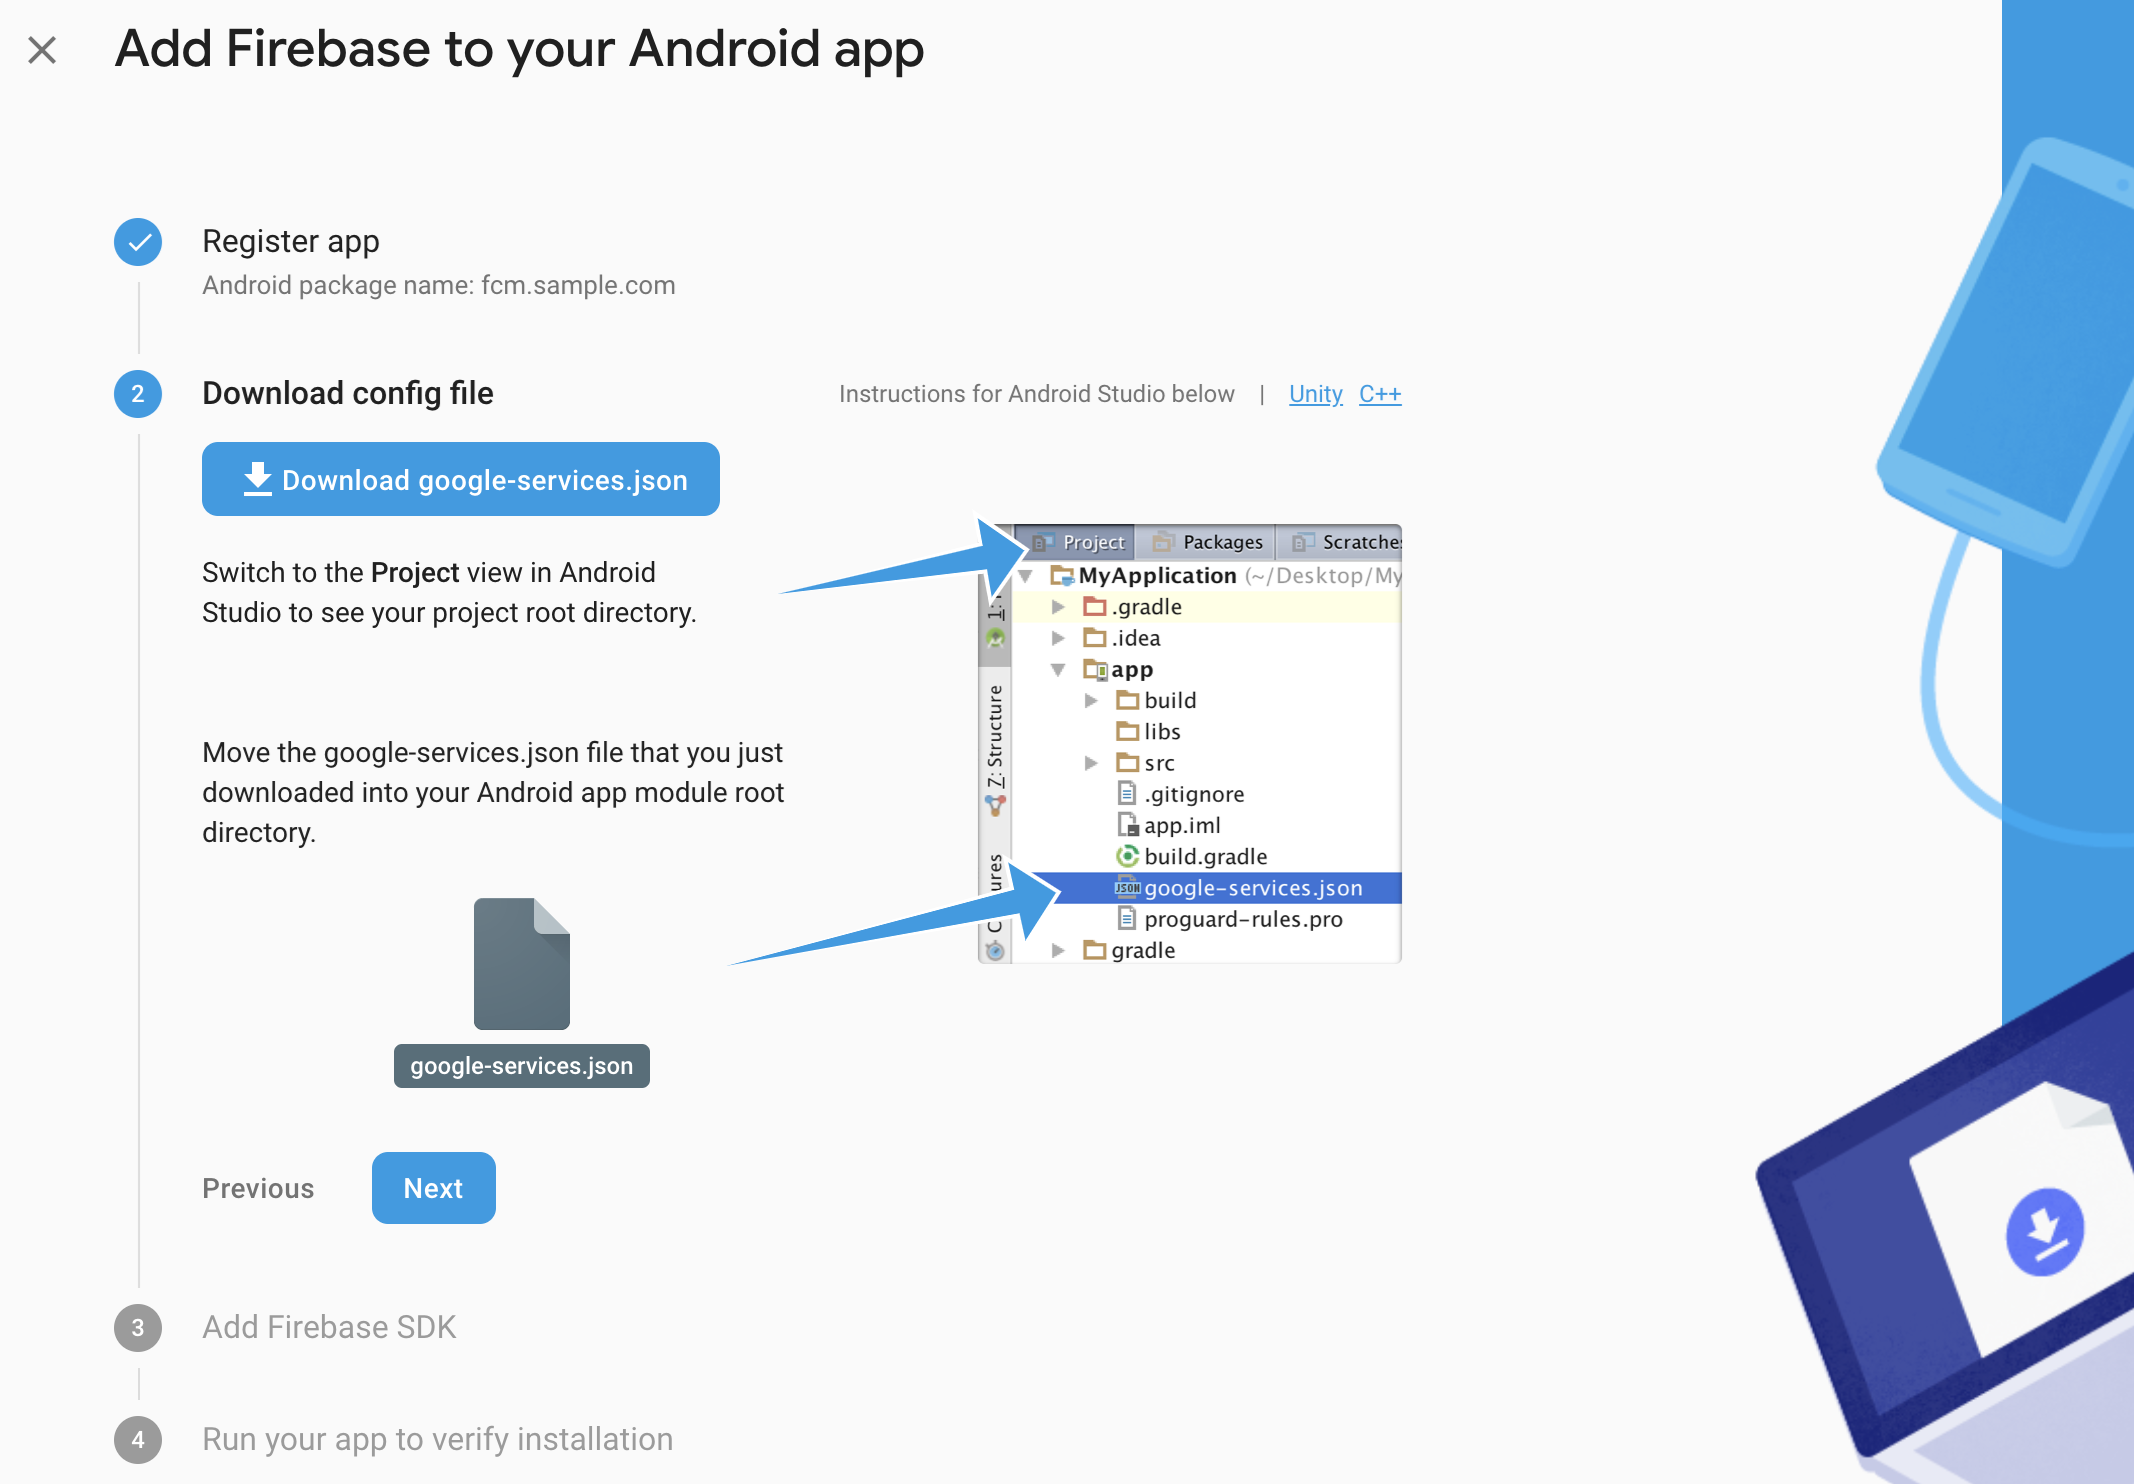 Add Firebase to your Android app
Register app
Android package name: fcm.sample.com
2
Download config file
Instructions for Android Studio below | Unity C++
Download google-services.json
Switch to the Project view in Android
Studio to see your project root directory.
Move the google-services.json file that you just
downloaded into your Android app module root
directory.
google-services.json
Project Packages Scratches
MyApplication (~/Desktop/My
.gradle
.idea
app
build
libs
src
.gitignore
app.iml
build.gradle
google-services.json
proguard-rules.pro
gradle
1:
Z: Structure
Previous
Next
3
Add Firebase SDK
4
Run your app to verify installation